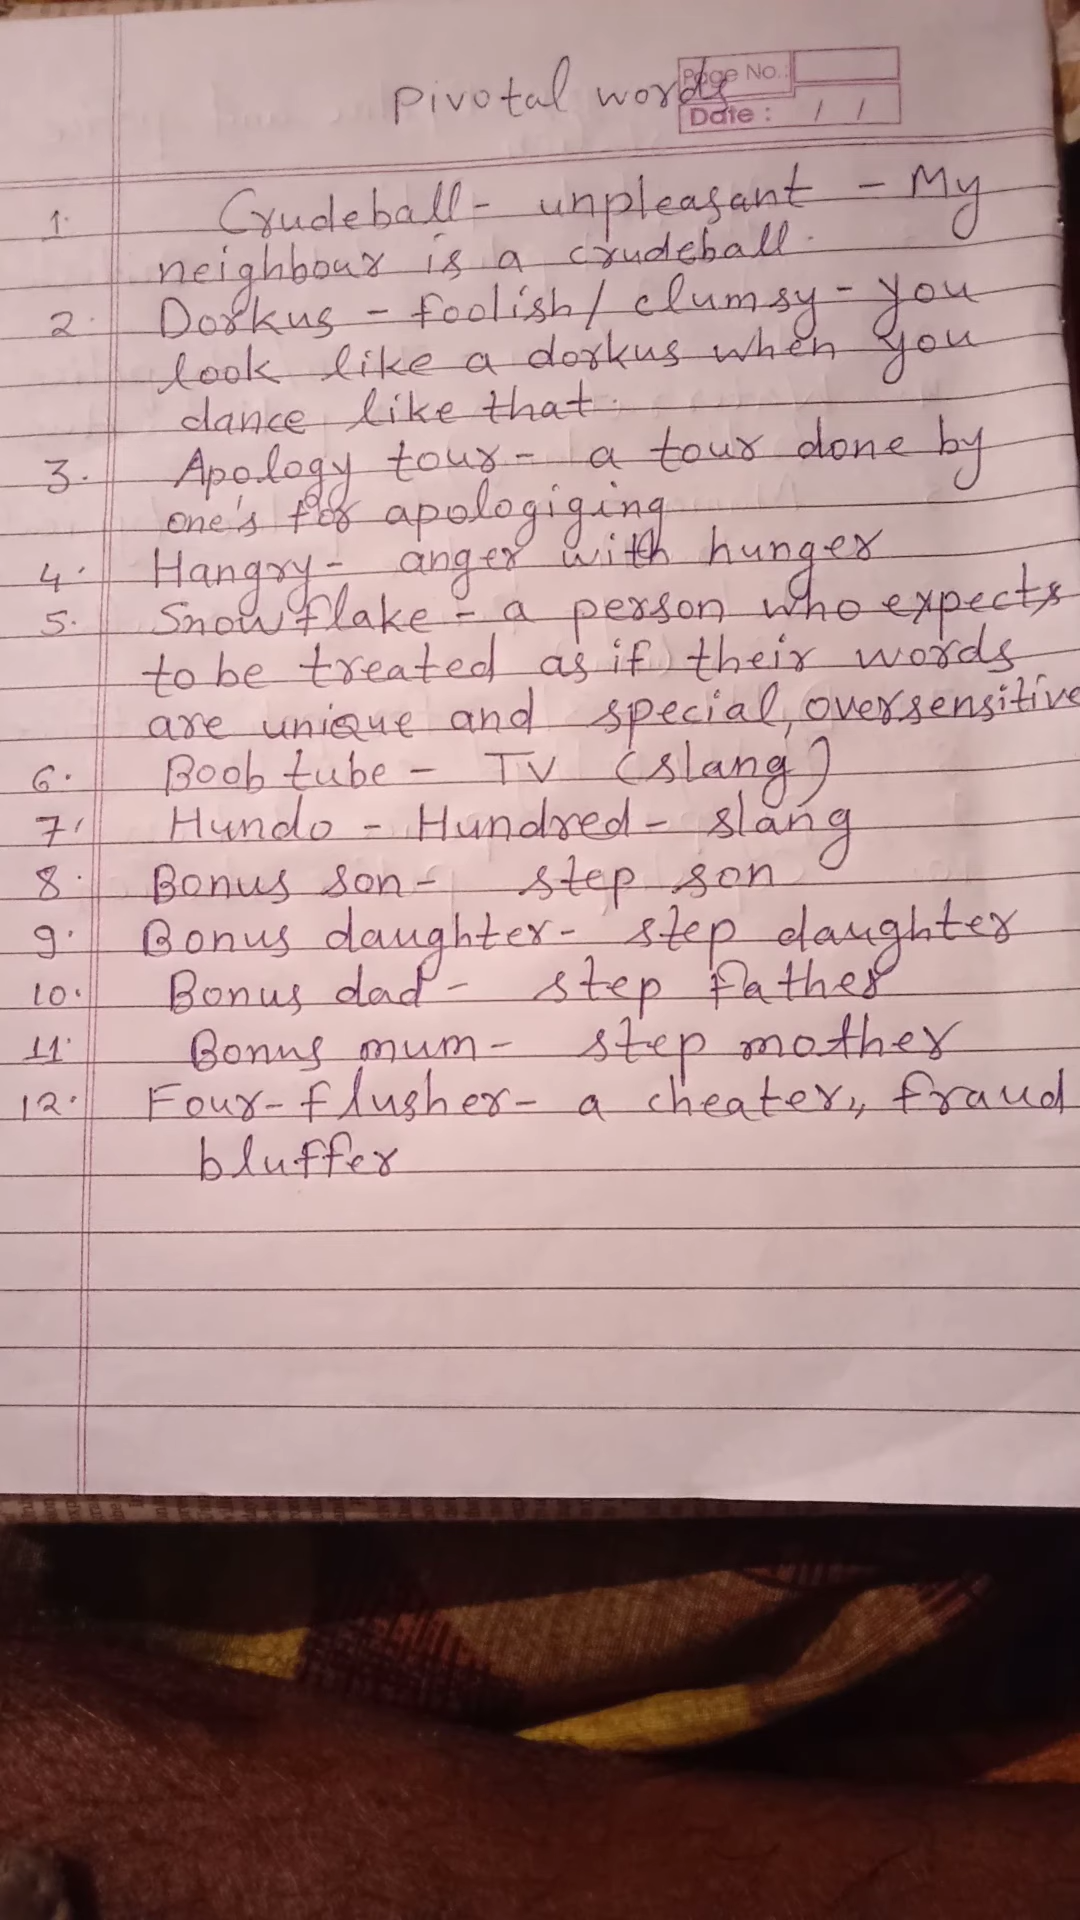 Pivotal words
Page No.:
Date : / /
1. Crudeball - unpleasant - My
neighbour is a crudeball.
2. Dorkus - foolish/clumsy - you
look like a dorkus when you
dance like that.
3. Apology tour - a tour done by
one's for apologiging
4. Hangry - anger with hunger
5. Snowflake - a person who expects
to be treated as if their words
are unique and special, oversensitive
6. Boob tube - TV (slang)
7. Hundo - Hundred - slang
8. Bonus son - step son
9. Bonus daughter - step daughter
10. Bonus dad - step father
11. Bonus mum - step mother
12. Four-flusher - a cheater, fraud
bluffer